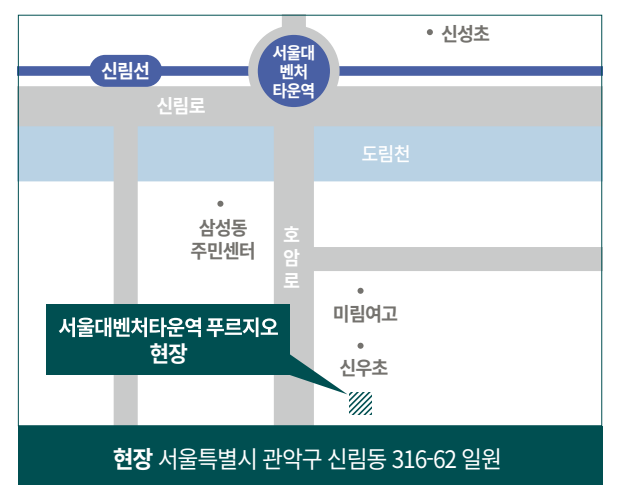 신성초
서울대
벤처
타운역
신림선
신림로
도림천
삼성동
주민센터
호
암
로
미림여고
서울대벤처타운역 푸르지오
현장
신우초
현장 서울특별시 관악구 신림동 316-62 일원